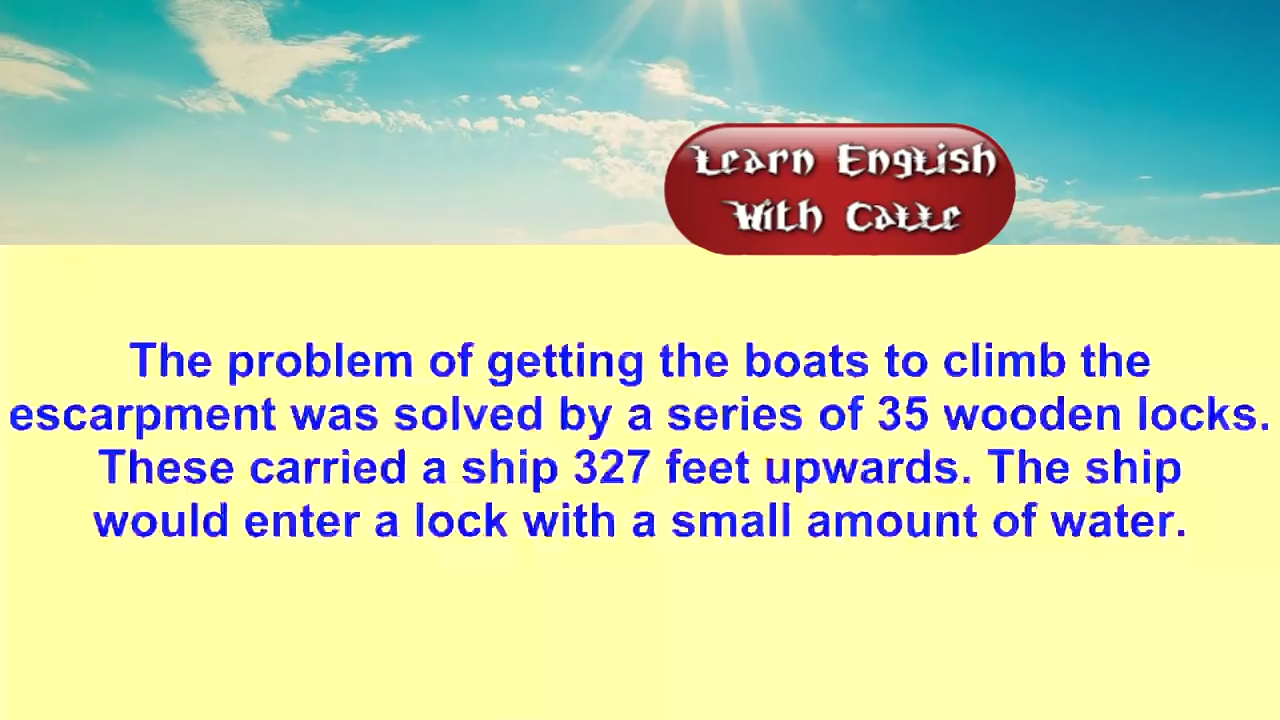 Learn English
With Catte
The problem of getting the boats to climb the
escarpment was solved by a series of 35 wooden locks.
These carried a ship 327 feet upwards. The ship
would enter a lock with a small amount of water.